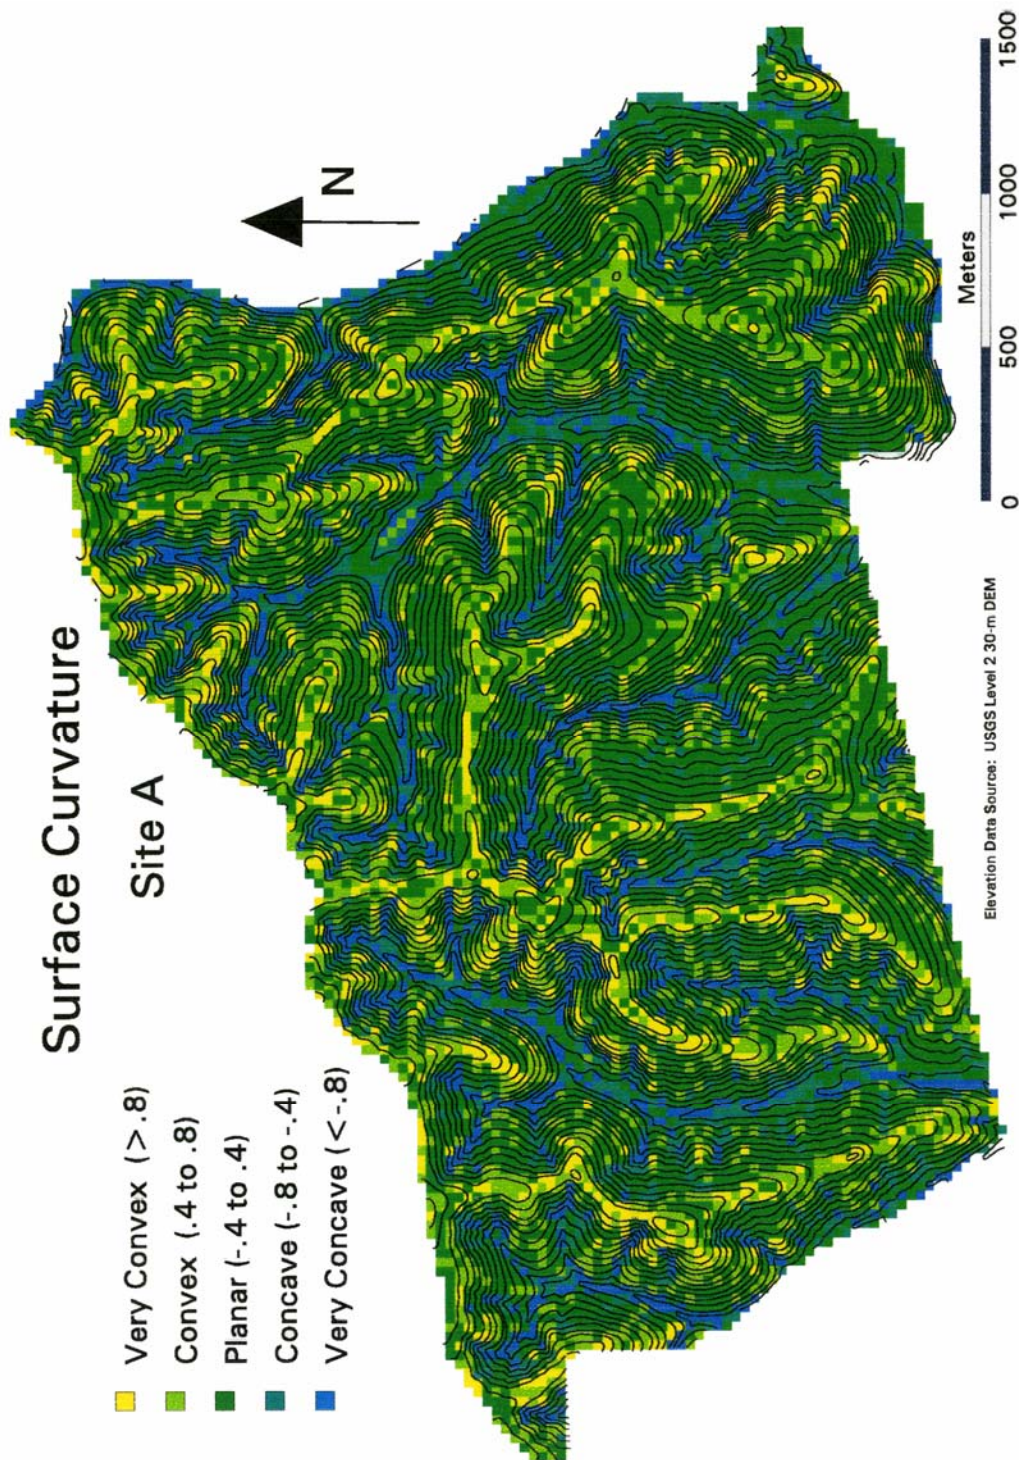 Surface Curvature
Site A
Very Convex (>.8)
Convex (.4 to .8)
Planar (-.4 to .4)
Concave (-.8 to -.4)
Very Concave (<-.8)
N
Meters
0 500 1000 1500
Elevation Data Source: USGS Level 2 30-m DEM